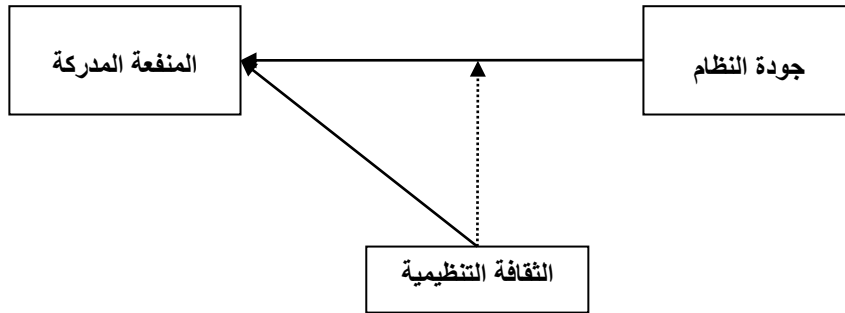 جودة النظام
المنفعة المدركة
الثقافة التنظيمية